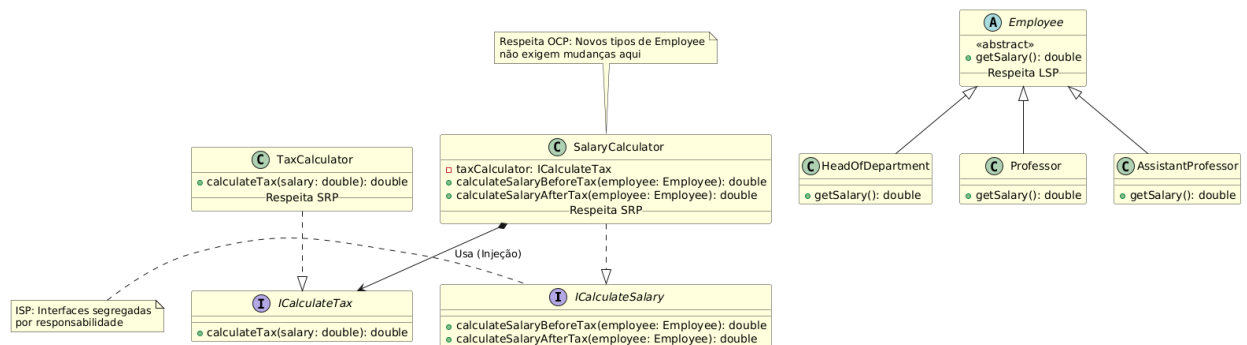 A Employee
«abstract»
getSalary(): double
Respeita LSP
Respeita OCP: Novos tipos de Employee
não exigem mudanças aqui
C TaxCalculator
calculateTax(salary: double): double
Respeita SRP
C SalaryCalculator
taxCalculator: ICalculateTax
calculateSalaryBeforeTax(employee: Employee): double
calculateSalaryAfterTax(employee: Employee): double
Respeita SRP
C HeadOfDepartment
getSalary(): double
C Professor
getSalary(): double
C AssistantProfessor
getSalary(): double
Usa (Injeção)
ISP: Interfaces segregadas
por responsabilidade
I ICalculateTax
calculateTax(salary: double): double
I ICalculateSalary
calculateSalaryBeforeTax(employee: Employee): double
calculateSalaryAfterTax(employee: Employee): double